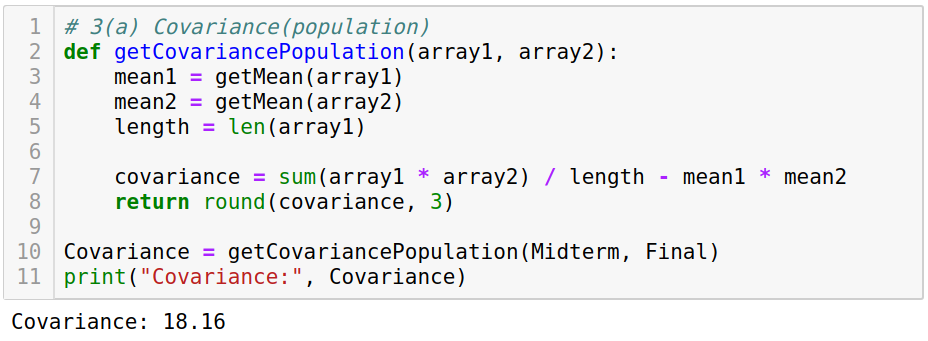 1 # 3(a) Covariance(population)
2 def getCovariancePopulation(array1, array2):
3     mean1 = getMean(array1)
4     mean2 = getMean(array2)
5     length = len(array1)
6
7     covariance = sum(array1 * array2) / length - mean1 * mean2
8     return round(covariance, 3)
9
10 Covariance = getCovariancePopulation(Midterm, Final)
11 print("Covariance:", Covariance)
Covariance: 18.16